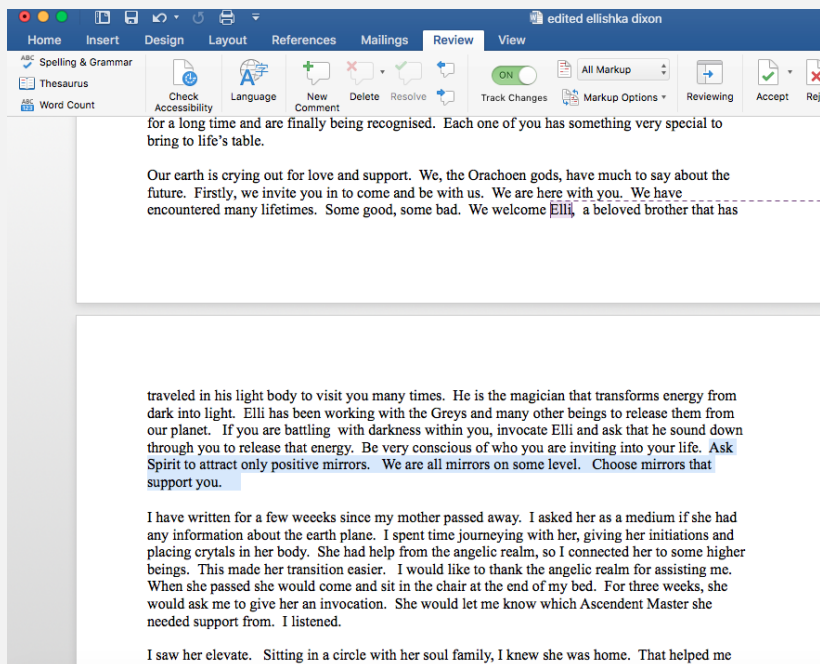 edited ellishka dixon
Home Insert Design Layout References Mailings Review View
ABC Spelling & Grammar
Thesaurus
ABC 123 Word Count
Check Accessibility
A Language
New Comment
Delete
Resolve
ON
Track Changes
All Markup
Markup Options
Reviewing
Accept
Rej
for a long time and are finally being recognised.  Each one of you has something very special to
bring to life's table.
Our earth is crying out for love and support.  We, the Orachoen gods, have much to say about the
future.  Firstly, we invite you in to come and be with us.  We are here with you.  We have
encountered many lifetimes.  Some good, some bad.  We welcome Elli,  a beloved brother that has
traveled in his light body to visit you many times.  He is the magician that transforms energy from
dark into light.  Elli has been working with the Greys and many other beings to release them from
our planet.   If you are battling  with darkness within you, invocate Elli and ask that he sound down
through you to release that energy.  Be very conscious of who you are inviting into your life.  Ask
Spirit to attract only positive mirrors.   We are all mirrors on some level.   Choose mirrors that
support you.
I have written for a few weeeks since my mother passed away.  I asked her as a medium if she had
any information about the earth plane.  I spent time journeying with her, giving her initiations and
placing crytals in her body.  She had help from the angelic realm, so I connected her to some higher
beings.  This made her transition easier.   I would like to thank the angelic realm for assisting me.
When she passed she would come and sit in the chair at the end of my bed.  For three weeks, she
would ask me to give her an invocation.  She would let me know which Ascendent Master she
needed support from.  I listened.
I saw her elevate.   Sitting in a circle with her soul family, I knew she was home.  That helped me